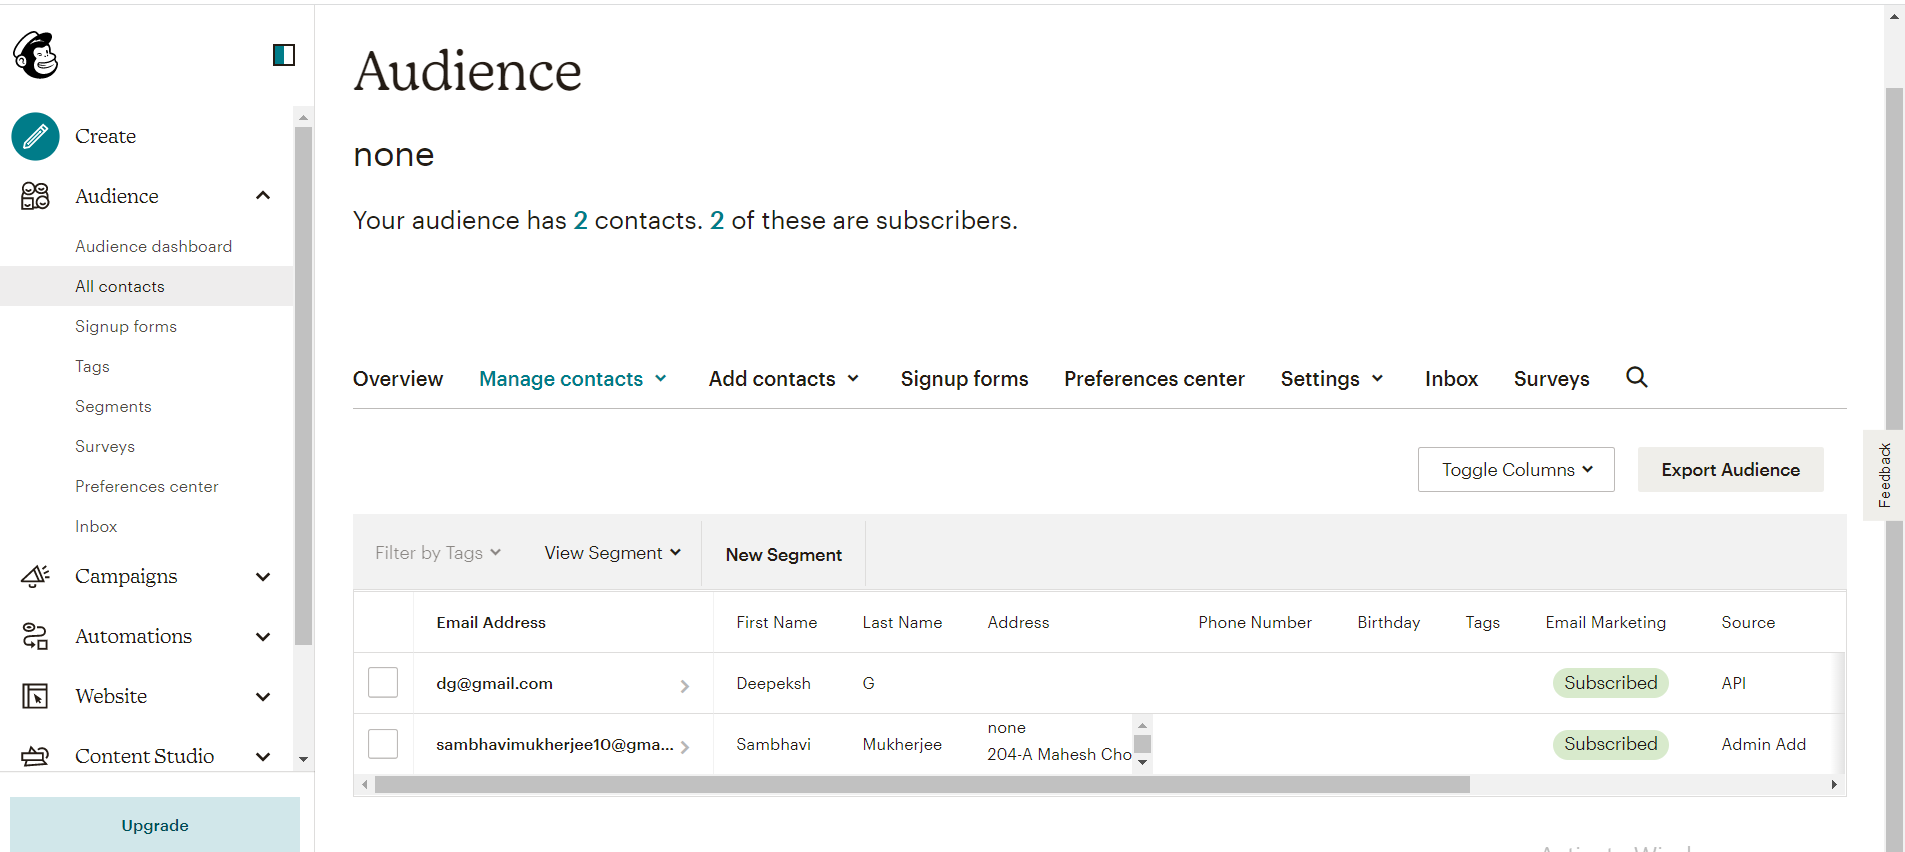 Create
Audience
Audience dashboard
All contacts
Signup forms
Tags
Segments
Surveys
Preferences center
Inbox
Campaigns
Automations
Website
Content Studio
Upgrade
Audience
none
Your audience has 2 contacts. 2 of these are subscribers.
Overview Manage contacts Add contacts Signup forms Preferences center Settings Inbox Surveys
Toggle Columns Export Audience
Filter by Tags View Segment New Segment
Email Address First Name Last Name Address Phone Number Birthday Tags Email Marketing Source
dg@gmail.com Deepeksh G Subscribed API
sambhavimukherjee10@gma... Sambhavi Mukherjee none
204-A Mahesh Cho Subscribed Admin Add
Feedback